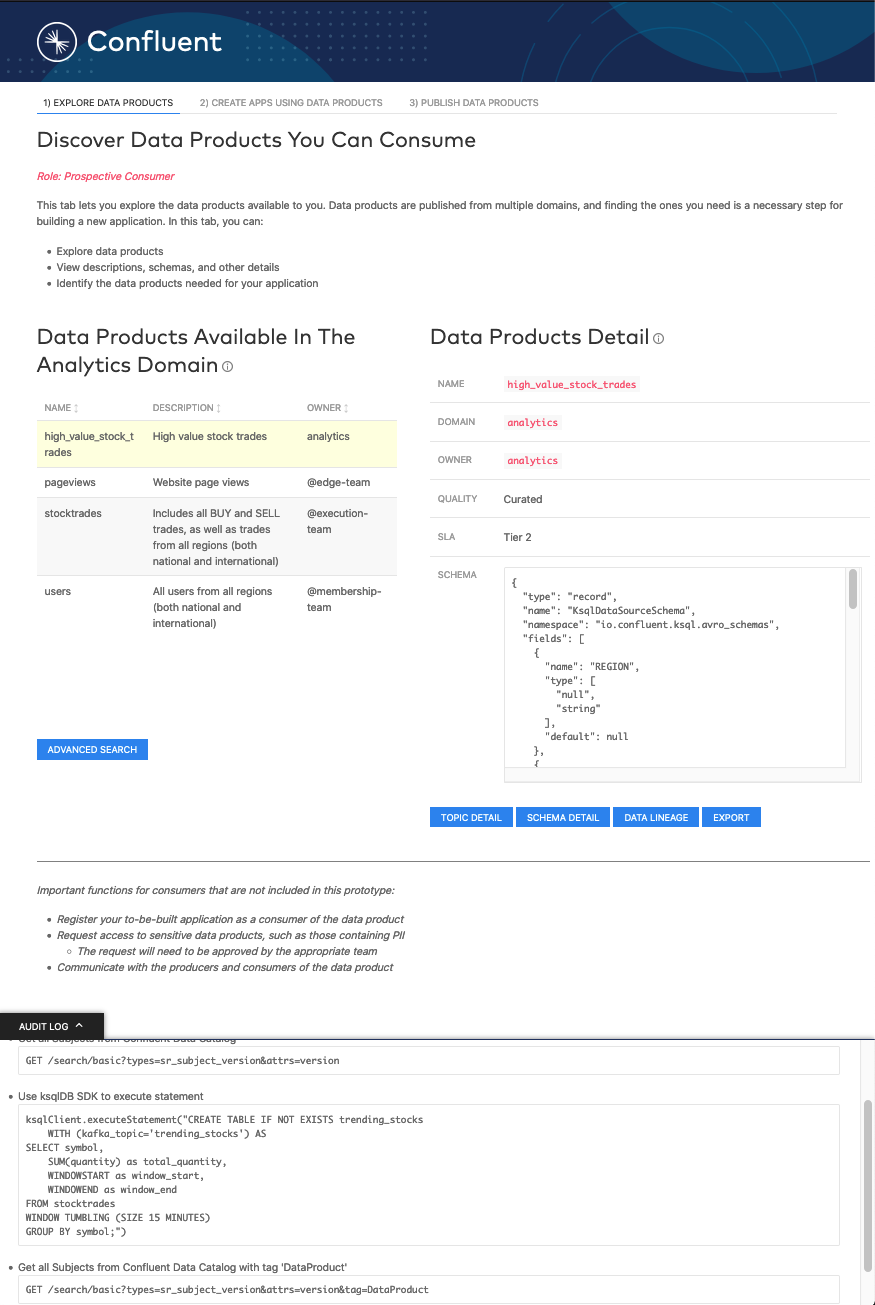 Confluent
1) EXPLORE DATA PRODUCTS 2) CREATE APPS USING DATA PRODUCTS 3) PUBLISH DATA PRODUCTS
Discover Data Products You Can Consume
Role: Prospective Consumer
This tab lets you explore the data products available to you. Data products are published from multiple domains, and finding the ones you need is a necessary step for
building a new application. In this tab, you can:
• Explore data products
• View descriptions, schemas, and other details
• Identify the data products needed for your application
Data Products Available In The
Analytics Domain
NAME DESCRIPTION OWNER
high_value_stock_t High value stock trades analytics
rades
pageviews Website page views @edge-team
stocktrades Includes all BUY and SELL @execution-
trades, as well as trades team
from all regions (both
national and international)
users All users from all regions @membership-
(both national and team
international)
ADVANCED SEARCH
Data Products Detail
NAME high_value_stock_trades
DOMAIN analytics
OWNER analytics
QUALITY Curated
SLA Tier 2
SCHEMA
{
"type": "record",
"name": "KsqlDataSourceSchema",
"namespace": "io.confluent.ksql.avro_schemas",
"fields": [
{
"name": "REGION",
"type": [
"null",
"string"
],
"default": null
},
{
TOPIC DETAIL SCHEMA DETAIL DATA LINEAGE EXPORT
Important functions for consumers that are not included in this prototype:
• Register your to-be-built application as a consumer of the data product
• Request access to sensitive data products, such as those containing PII
◦ The request will need to be approved by the appropriate team
• Communicate with the producers and consumers of the data product
AUDIT LOG
• Get all Subjects from Confluent Data Catalog
GET /search/basic?types=sr_subject_version&attrs=version
• Use ksqlDB SDK to execute statement
ksqlClient.executeStatement("CREATE TABLE IF NOT EXISTS trending_stocks
WITH (kafka_topic='trending_stocks') AS
SELECT symbol,
SUM(quantity) as total_quantity,
WINDOWSTART as window_start,
WINDOWEND as window_end
FROM stocktrades
WINDOW TUMBLING (SIZE 15 MINUTES)
GROUP BY symbol;")
• Get all Subjects from Confluent Data Catalog with tag 'DataProduct'
GET /search/basic?types=sr_subject_version&attrs=version&tag=DataProduct